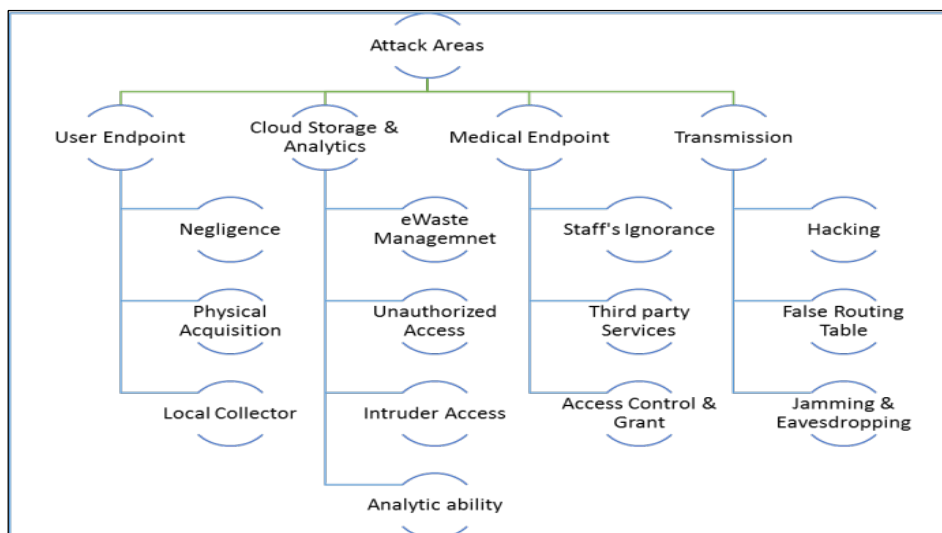 Attack Areas
User Endpoint
Cloud Storage &
Analytics
Medical Endpoint
Transmission
Negligence
Physical
Acquisition
Local Collector
eWaste
Managemnet
Unauthorized
Access
Intruder Access
Analytic ability
Staff's Ignorance
Third party
Services
Access Control &
Grant
Hacking
False Routing
Table
Jamming &
Eavesdropping